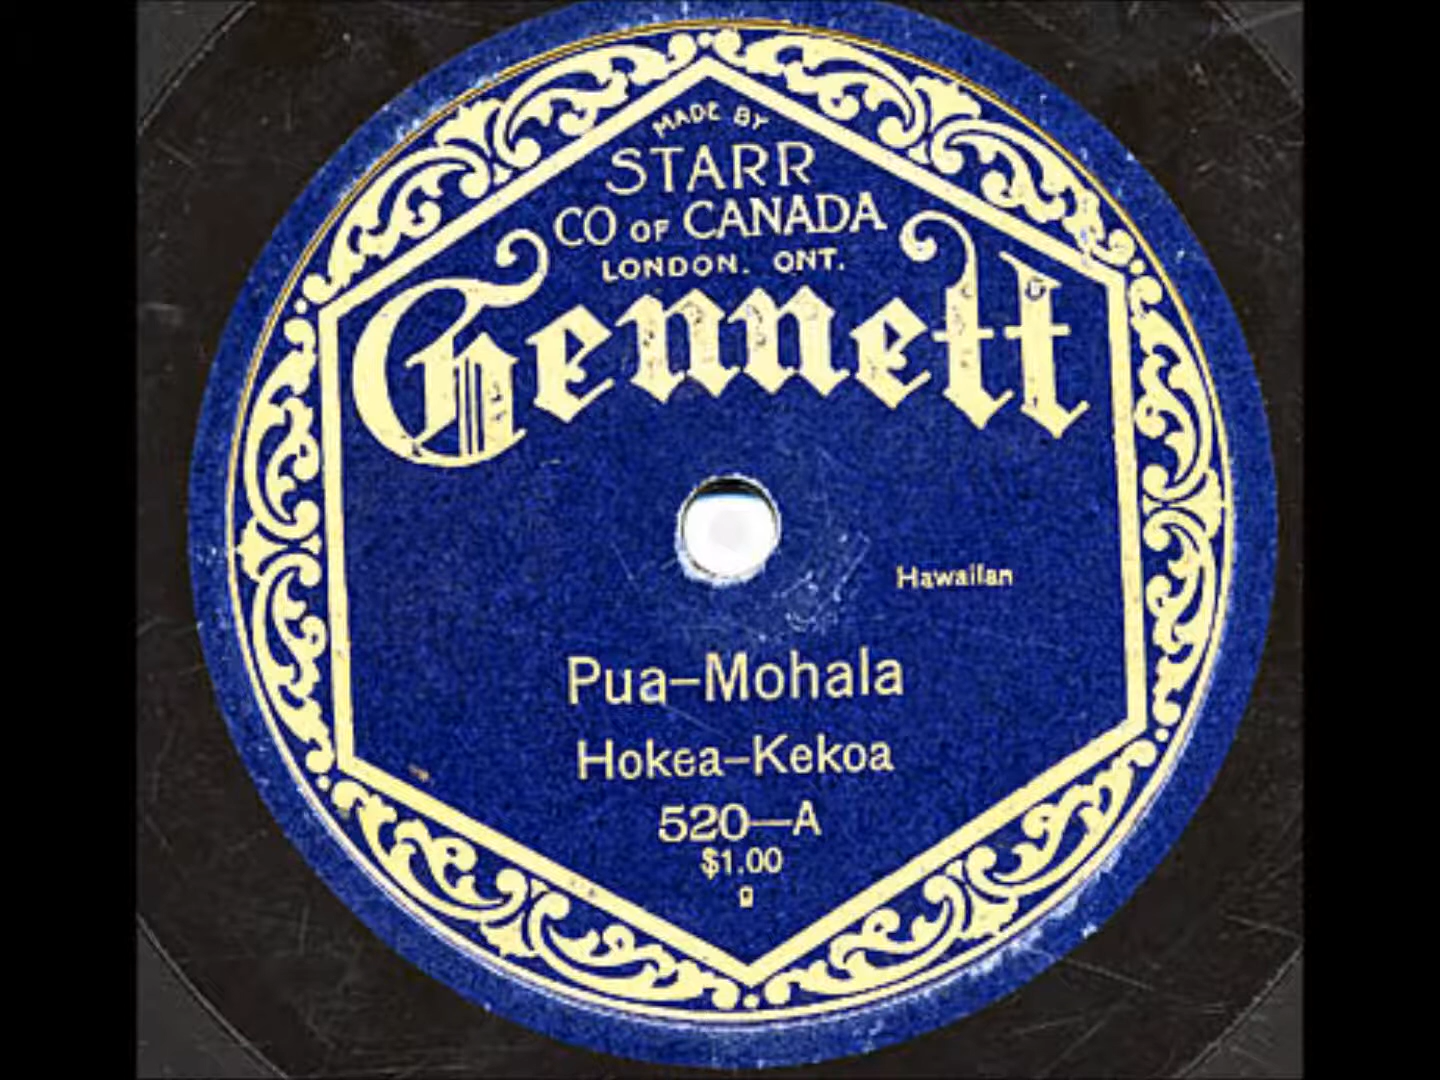 MADE BY
STARR
CO OF CANADA
LONDON. ONT.
Gennett
Hawaiian
Pua-Mohala
Hokea-Kekoa
520-A
$1.00
g